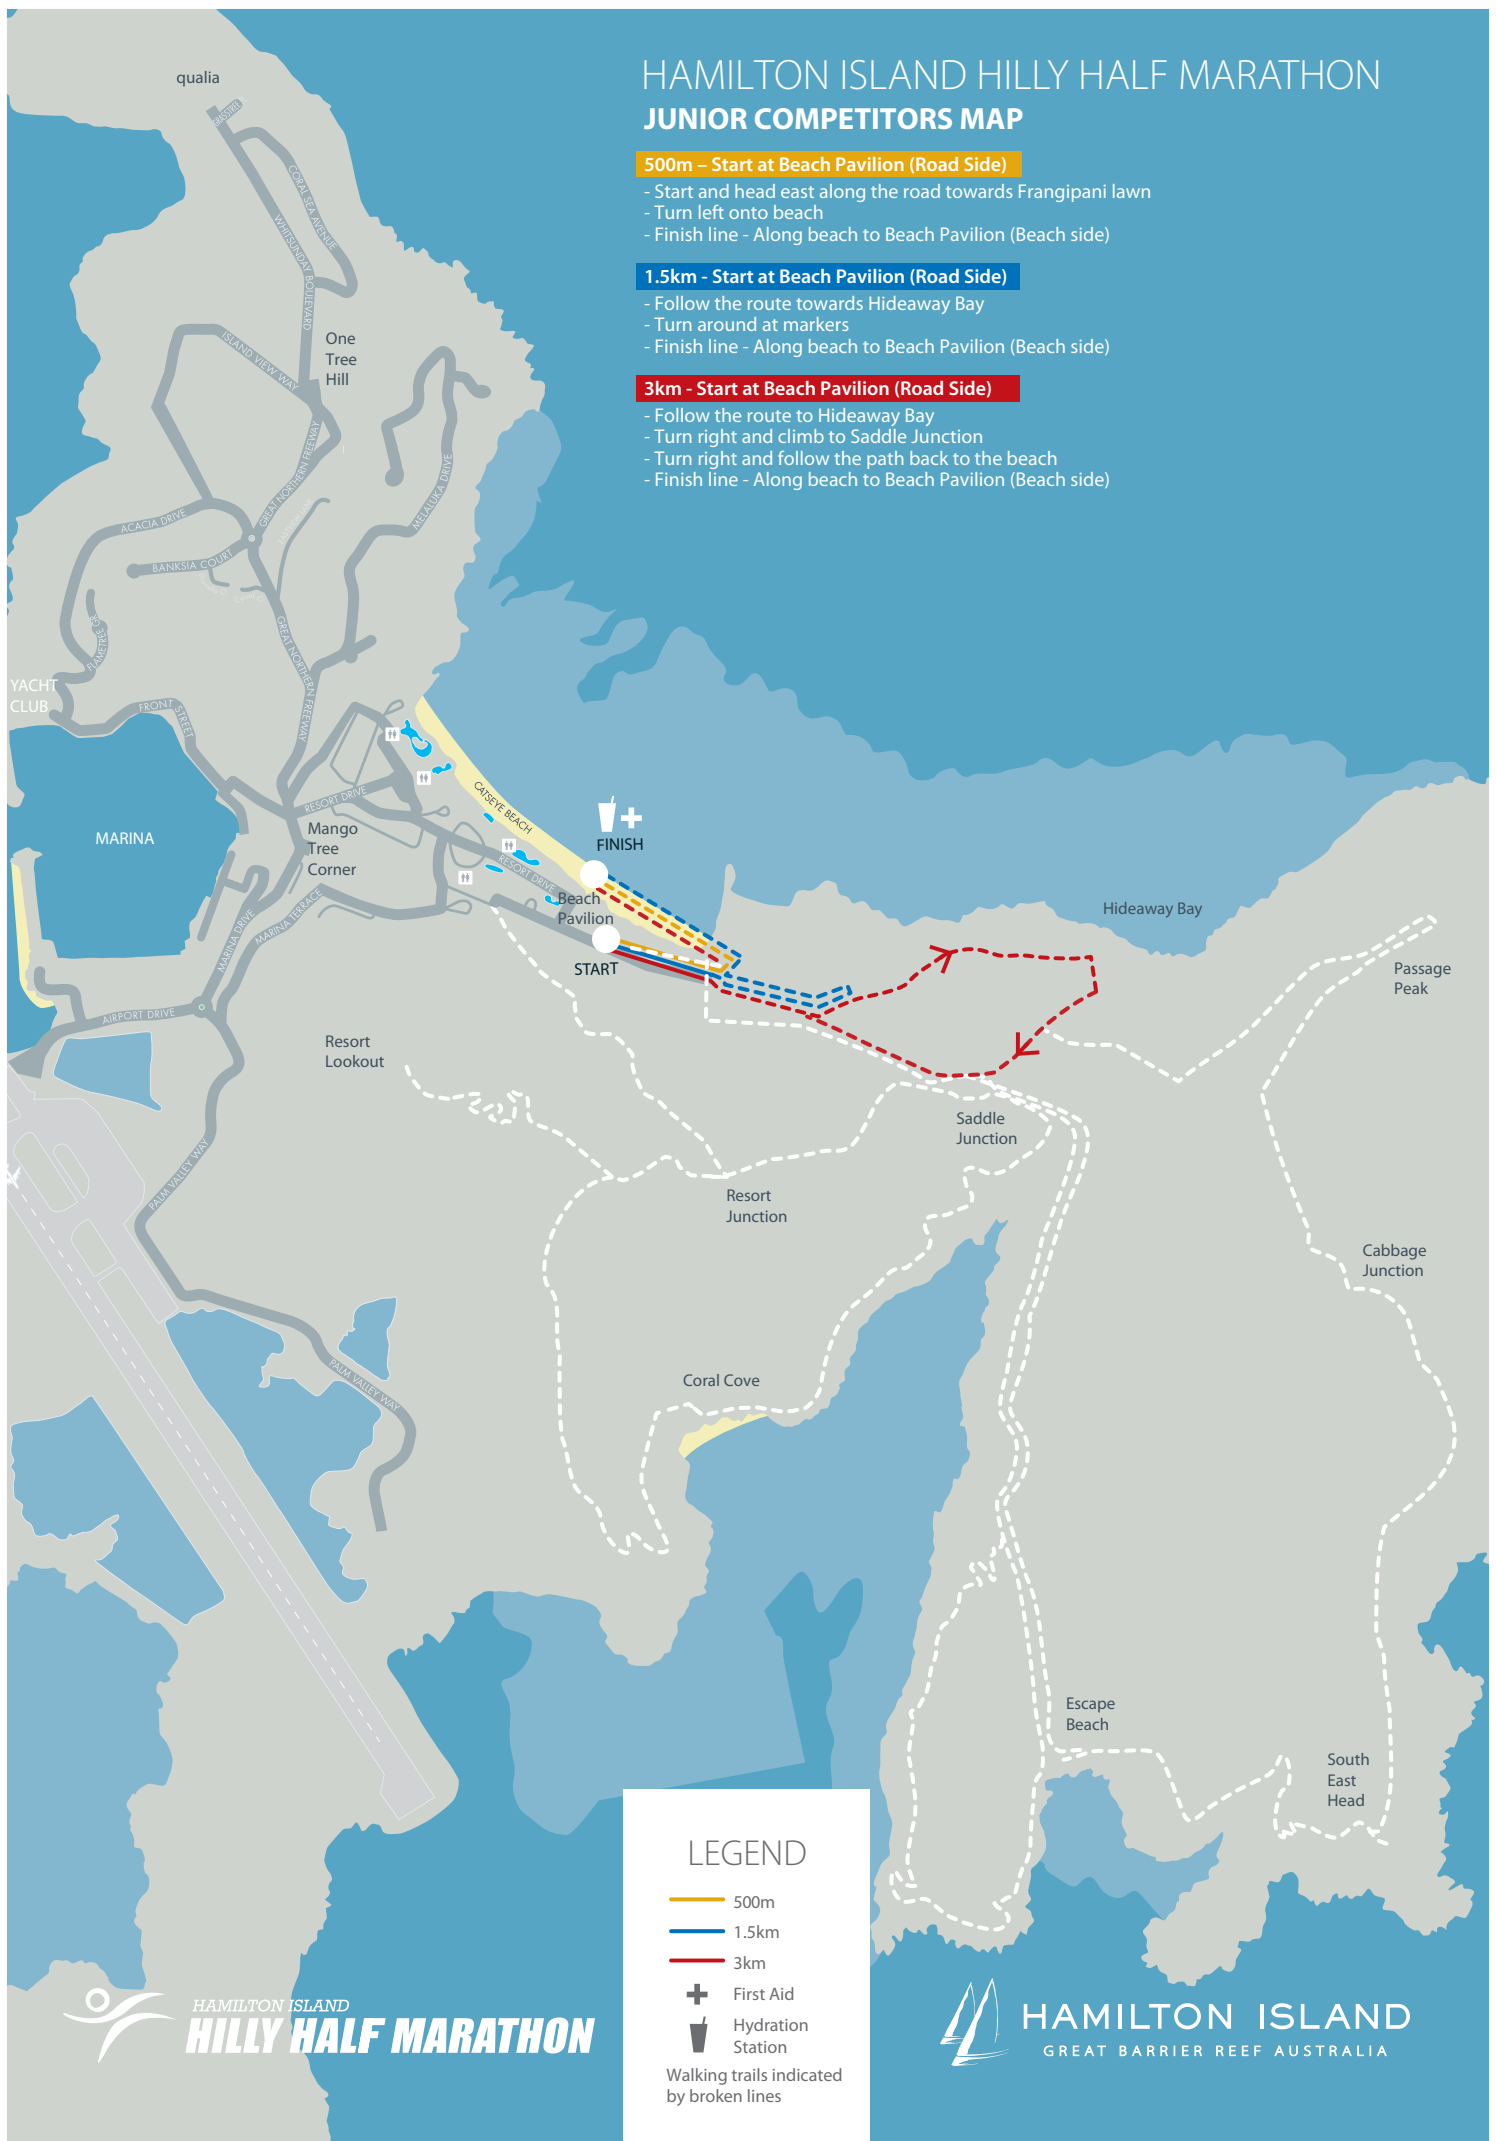 HAMILTON ISLAND HILLY HALF MARATHON
JUNIOR COMPETITORS MAP
500m – Start at Beach Pavilion (Road Side)
- Start and head east along the road towards Frangipani lawn
- Turn left onto beach
- Finish line - Along beach to Beach Pavilion (Beach side)
1.5km - Start at Beach Pavilion (Road Side)
- Follow the route towards Hideaway Bay
- Turn around at markers
- Finish line - Along beach to Beach Pavilion (Beach side)
3km - Start at Beach Pavilion (Road Side)
- Follow the route to Hideaway Bay
- Turn right and climb to Saddle Junction
- Turn right and follow the path back to the beach
- Finish line - Along beach to Beach Pavilion (Beach side)
qualia
CORAL SEA AVENUE
WHITSUNDAY BOULEVARD
ISLAND VIEW WAY
One
Tree
Hill
GREAT NORTHERN FREEWAY
MELALUKA DRIVE
ACACIA DRIVE
BANKSIA COURT
FLAMETREE GR
GREAT NORTHERN FREEWAY
YACHT
CLUB
FRONT STREET
MARINA
RESORT DRIVE
CATSEYE BEACH
Mango
Tree
Corner
RESORT DRIVE
FINISH
Beach
Pavilion
START
Hideaway Bay
MARINA DRIVE
MARINA TERRACE
AIRPORT DRIVE
Passage
Peak
Resort
Lookout
Saddle
Junction
PALM VALLEY WAY
Resort
Junction
Cabbage
Junction
PALM VALLEY WAY
Coral Cove
Escape
Beach
South
East
Head
LEGEND
500m
1.5km
3km
First Aid
Hydration
Station
Walking trails indicated
by broken lines
HAMILTON ISLAND
HILLY HALF MARATHON
HAMILTON ISLAND
GREAT BARRIER REEF AUSTRALIA